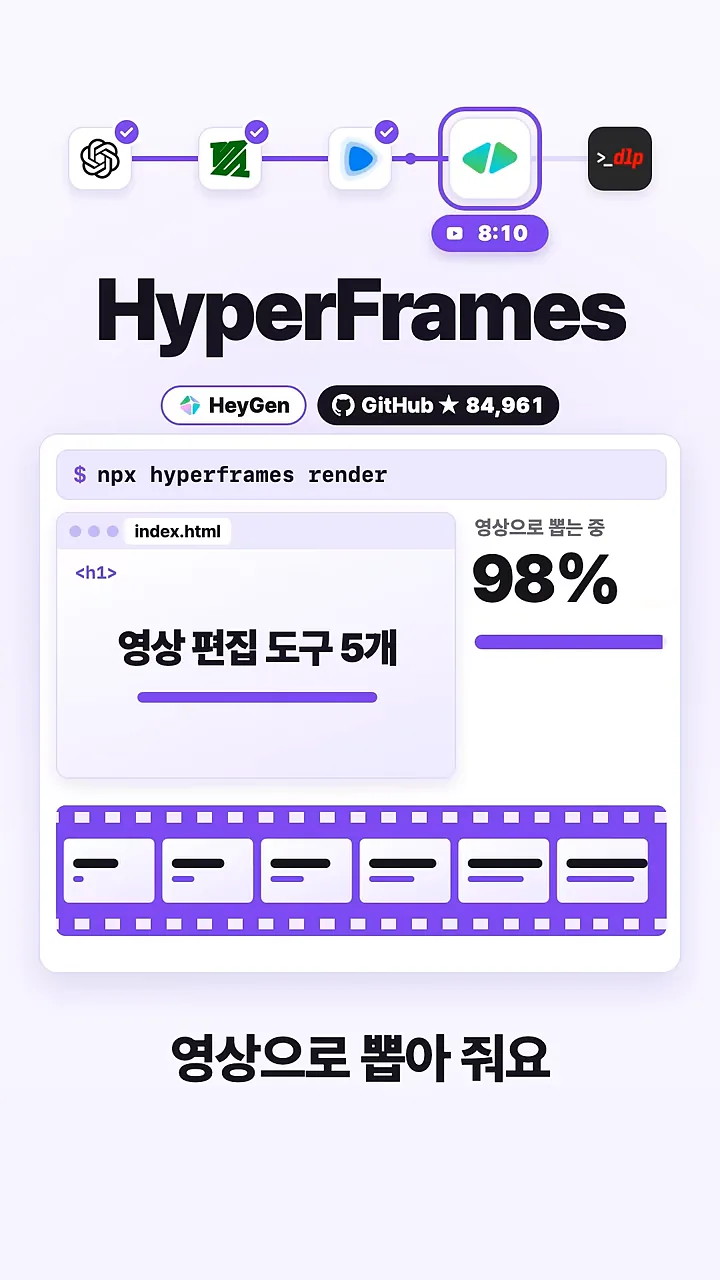 >_dlp
8:10
HyperFrames
HeyGen
GitHub ★ 84,961
$ npx hyperframes render
index.html
영상으로 뽑는 중
<h1>
98%
영상 편집 도구 5개
영상으로 뽑아 줘요